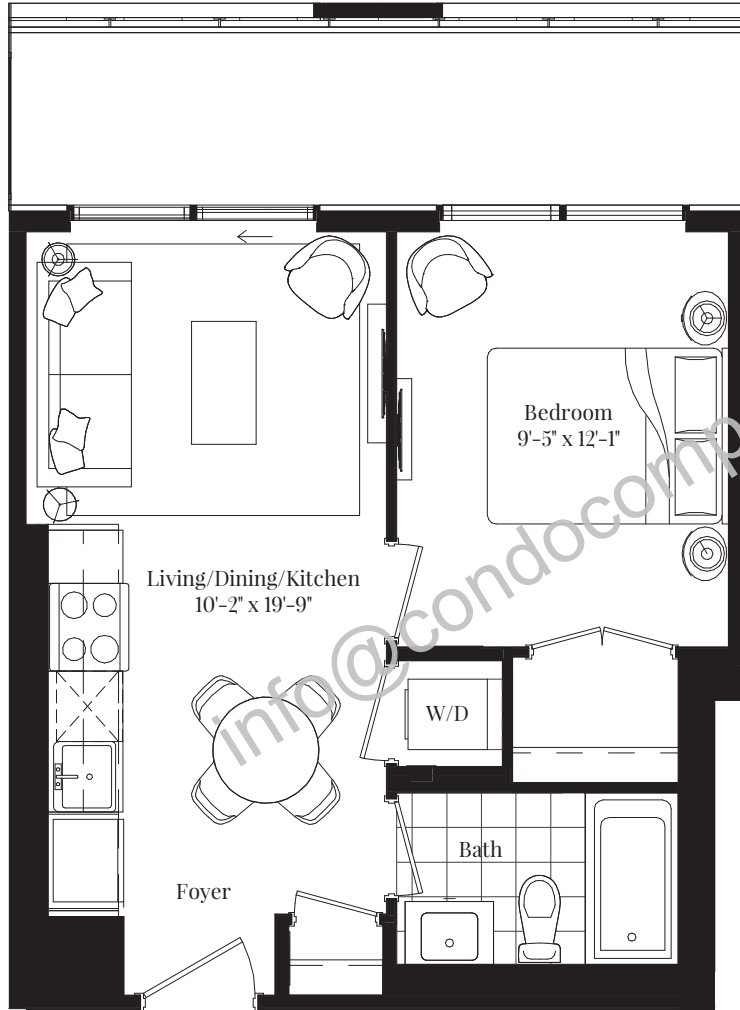 Bedroom
9'-5" x 12'-1"
Living/Dining/Kitchen
10'-2" x 19'-9"
info@condocomp
W/D
Bath
Foyer